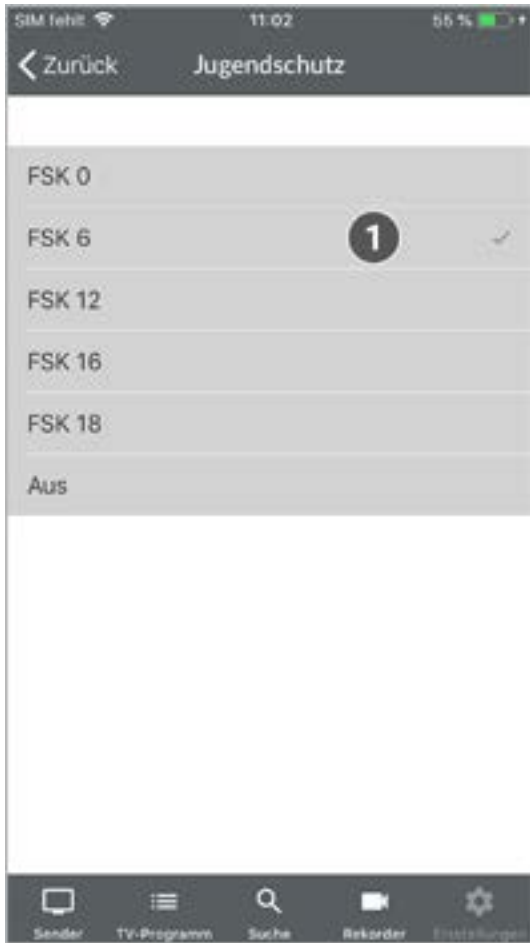 SIM fehlt 11:02 55 %
Zurück Jugendschutz
FSK 0
FSK 6 1
FSK 12
FSK 16
FSK 18
Aus
Sender TV-Programm Suche Rekorder Einstellungen